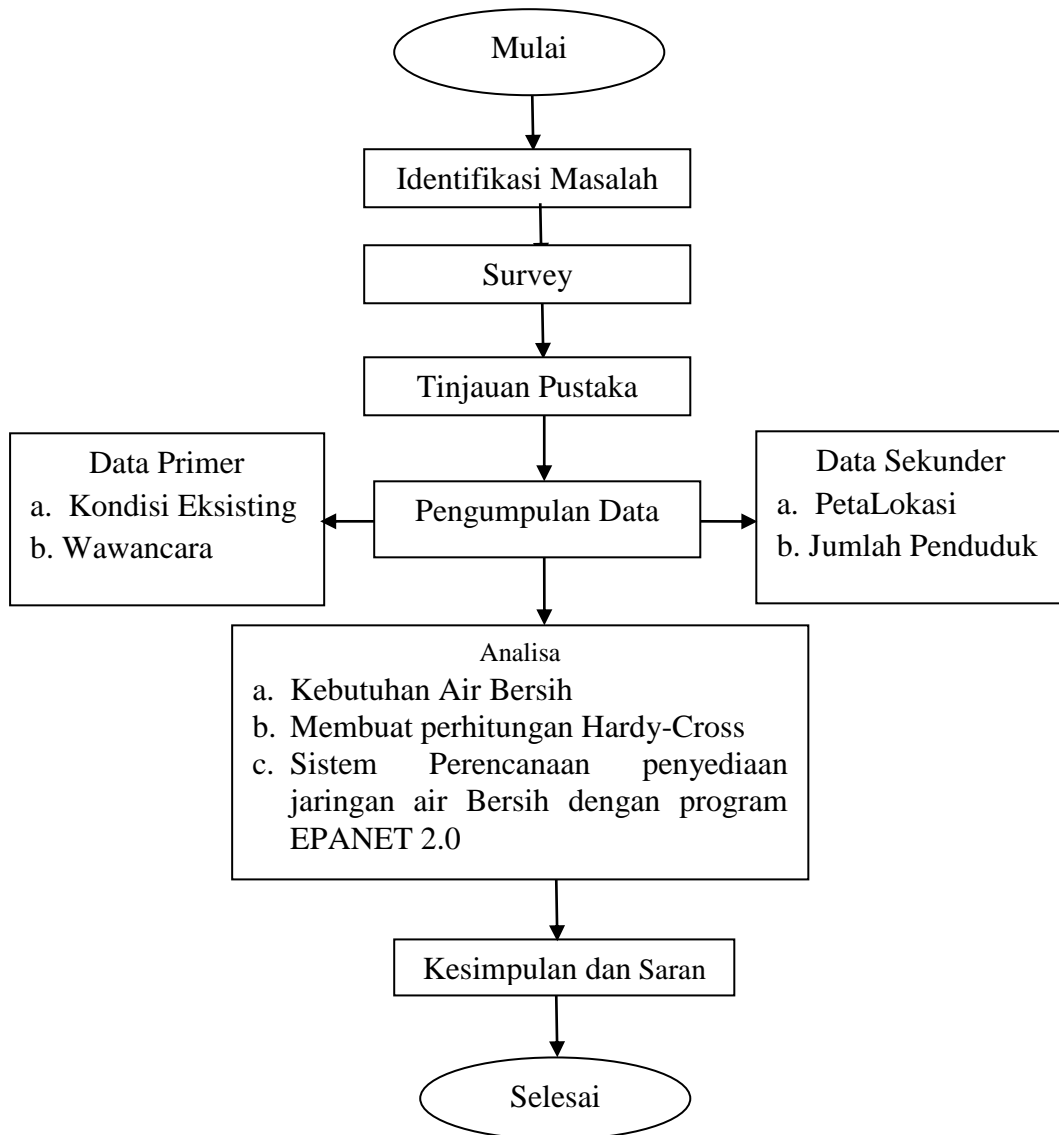 Mulai
Identifikasi Masalah
Survey
Tinjauan Pustaka
Data Primer
a. Kondisi Eksisting
b. Wawancara
Pengumpulan Data
Data Sekunder
a. PetaLokasi
b. Jumlah Penduduk
Analisa
a. Kebutuhan Air Bersih
b. Membuat perhitungan Hardy-Cross
c. Sistem Perencanaan penyediaan
jaringan air Bersih dengan program
EPANET 2.0
Kesimpulan dan Saran
Selesai